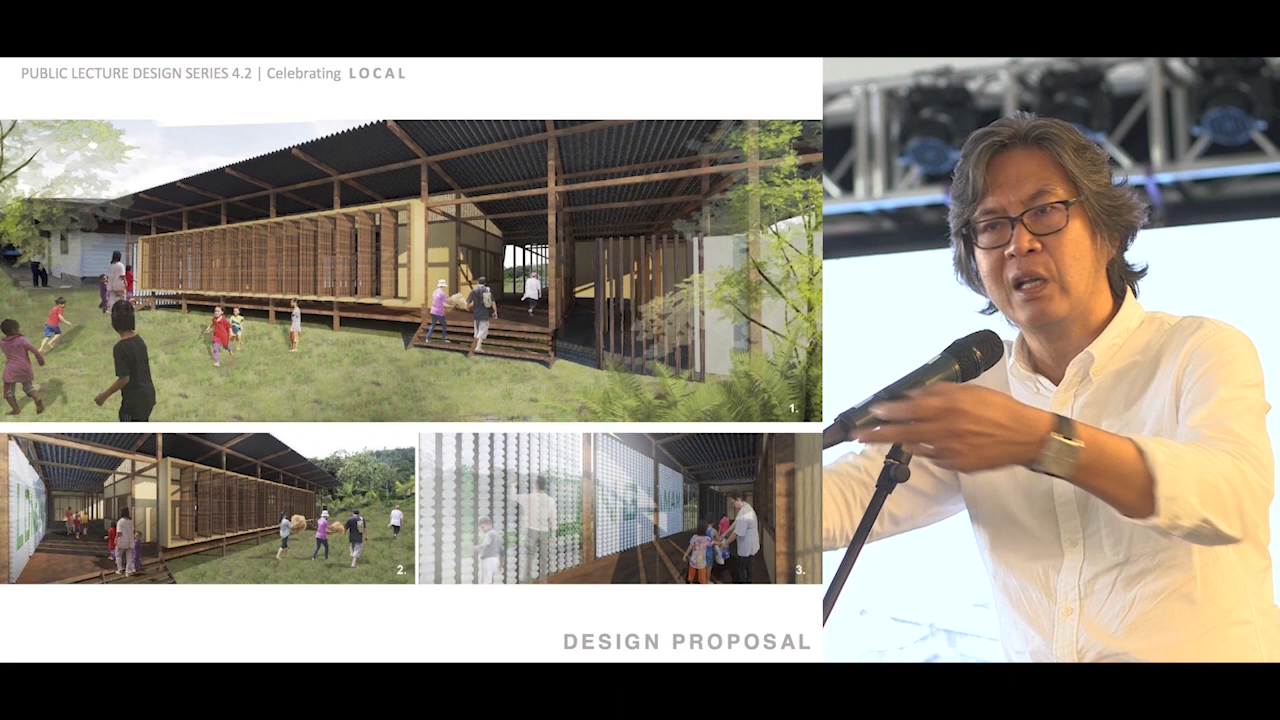 PUBLIC LECTURE DESIGN SERIES 4.2 | Celebrating LOCAL
1.
2.
3.
DESIGN PROPOSAL